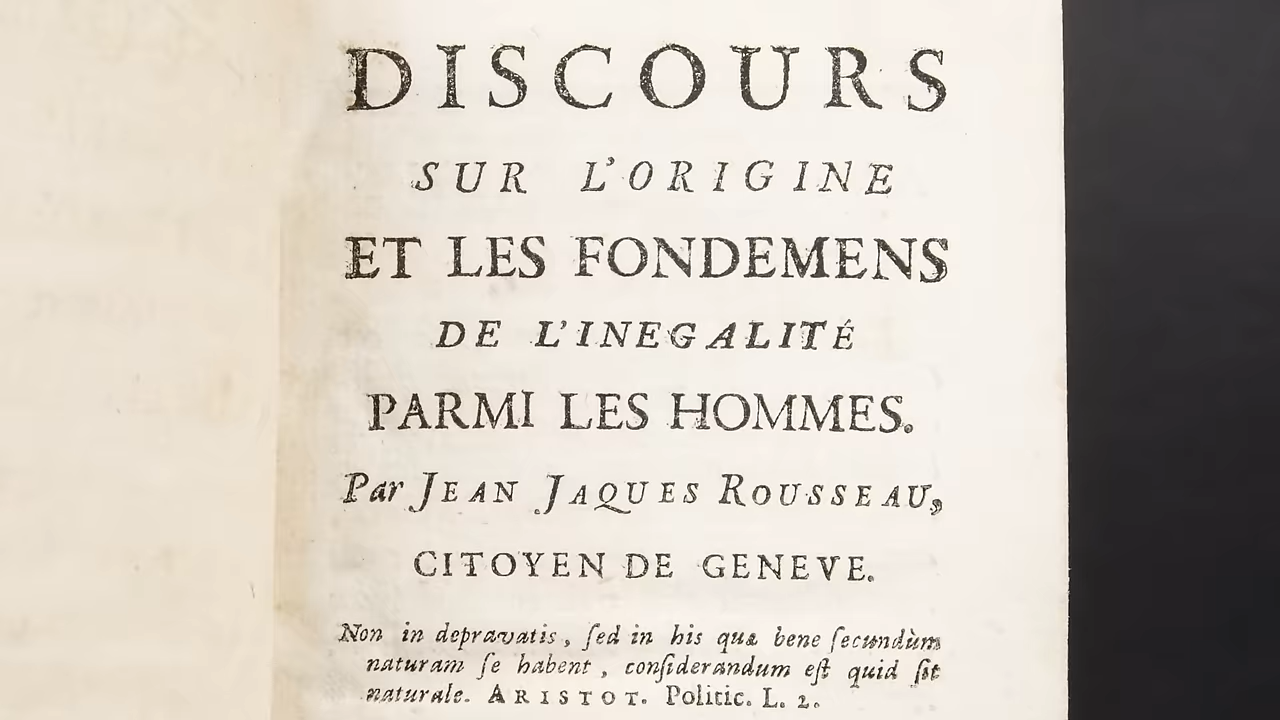 DISCOURS
SUR L'ORIGINE
ET LES FONDEMENS
DE L'INEGALITÉ
PARMI LES HOMMES.
Par JEAN JAQUES ROUSSEAU,
CITOYEN DE GENEVE.
Non in depravatis, ſed in his quæ bene ſecundùm
naturam ſe habent, conſiderandum eſt quid ſit
naturale. ARISTOT. Politic. L. 2.